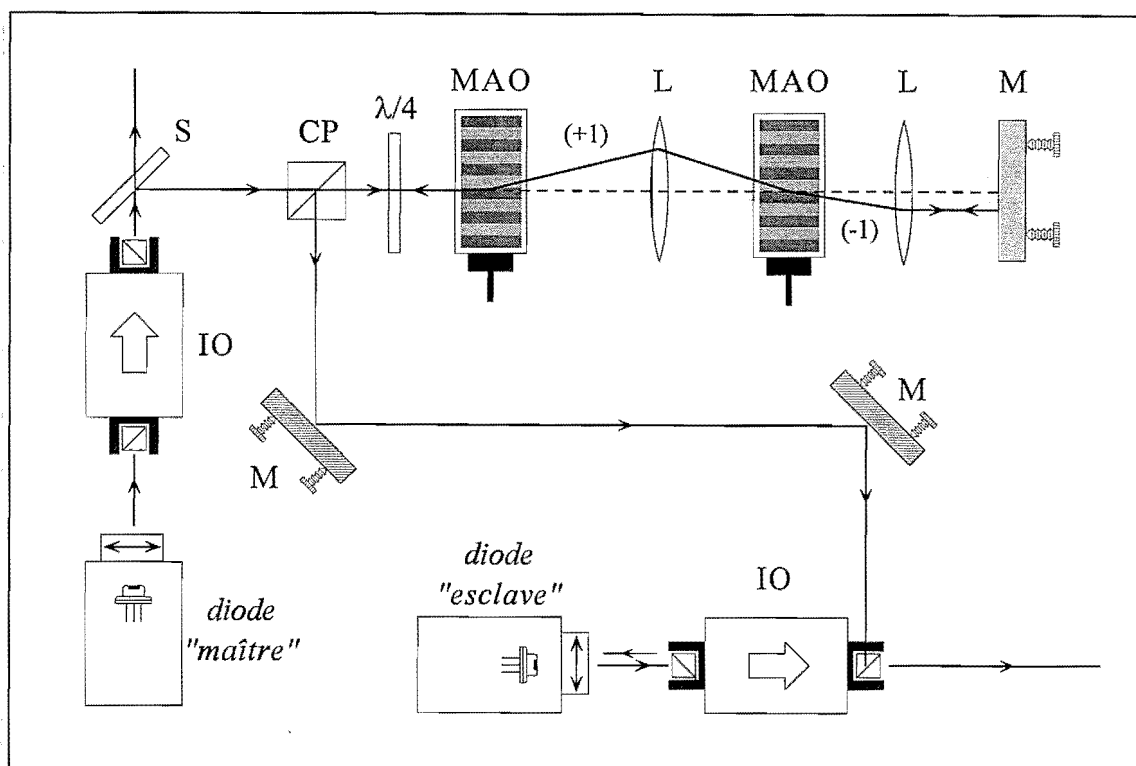 MAO
L
MAO
L
M
λ/4
S
CP
(+1)
(-1)
IO
M
M
diode
"esclave"
IO
diode
"maître"